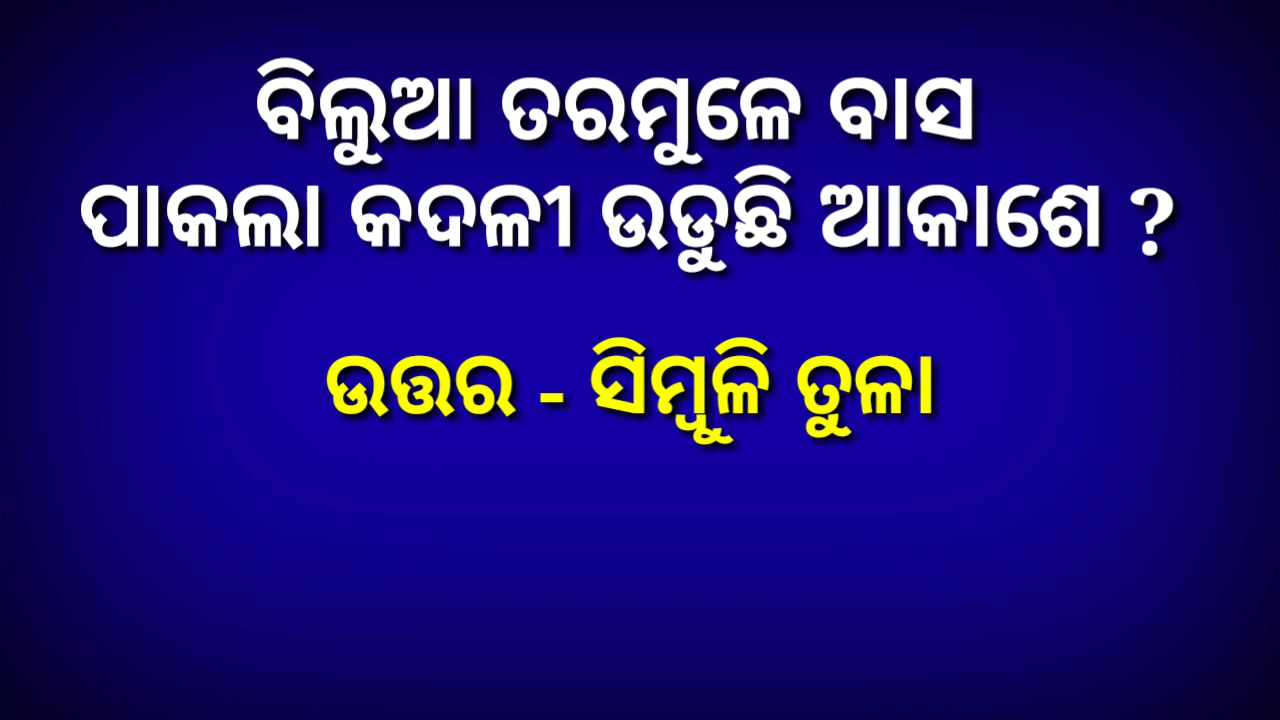 ବିଲୁଆ ତରମୁଳେ ବାସ
ପାକଲା କଦଳୀ ଉଡୁଛି ଆକାଶେ ?
ଉତ୍ତର - ସିମ୍ବୁଳି ତୁଳା